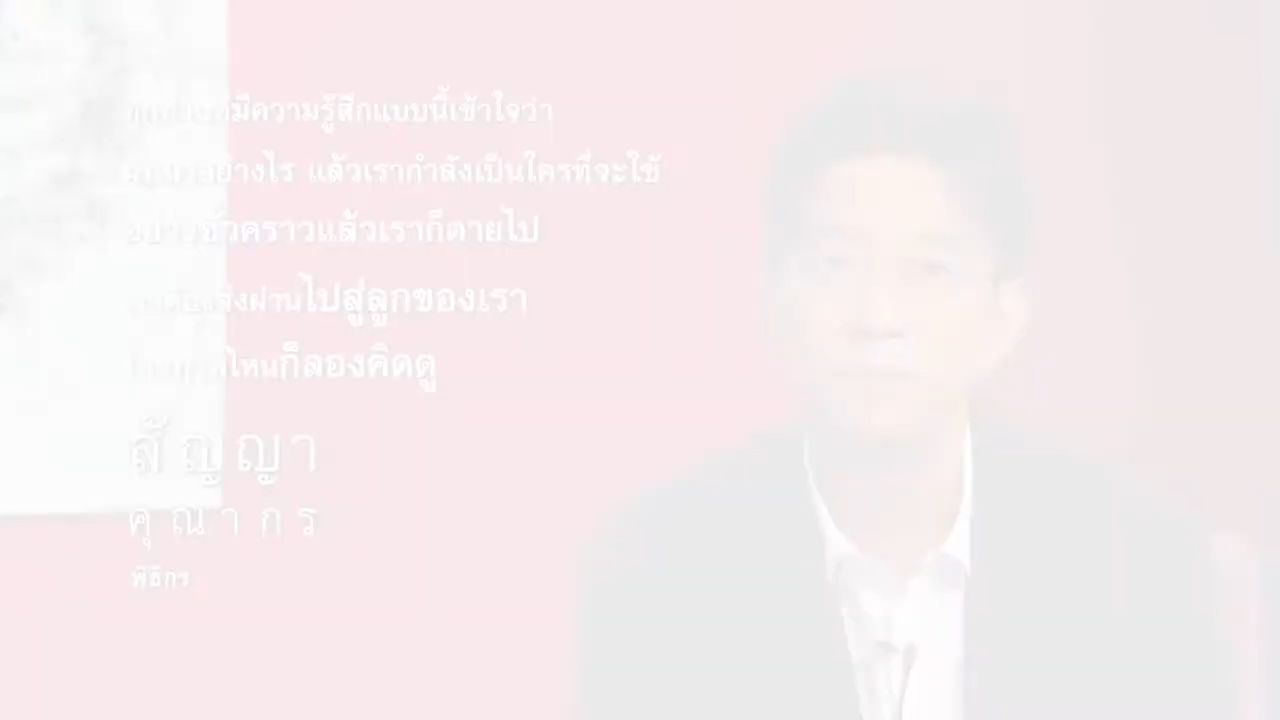 มีความรู้สึกแบบนี้เข้าใจว่า
อย่างไร แล้วเรากำลังเป็นใครที่จะใช้
ชั่วคราวแล้วเราก็ตายไป
ส่งผ่านไปสู่ลูกของเรา
ไหนก็ลองคิดดู
สัญญา
คุณากร
พิธีกร